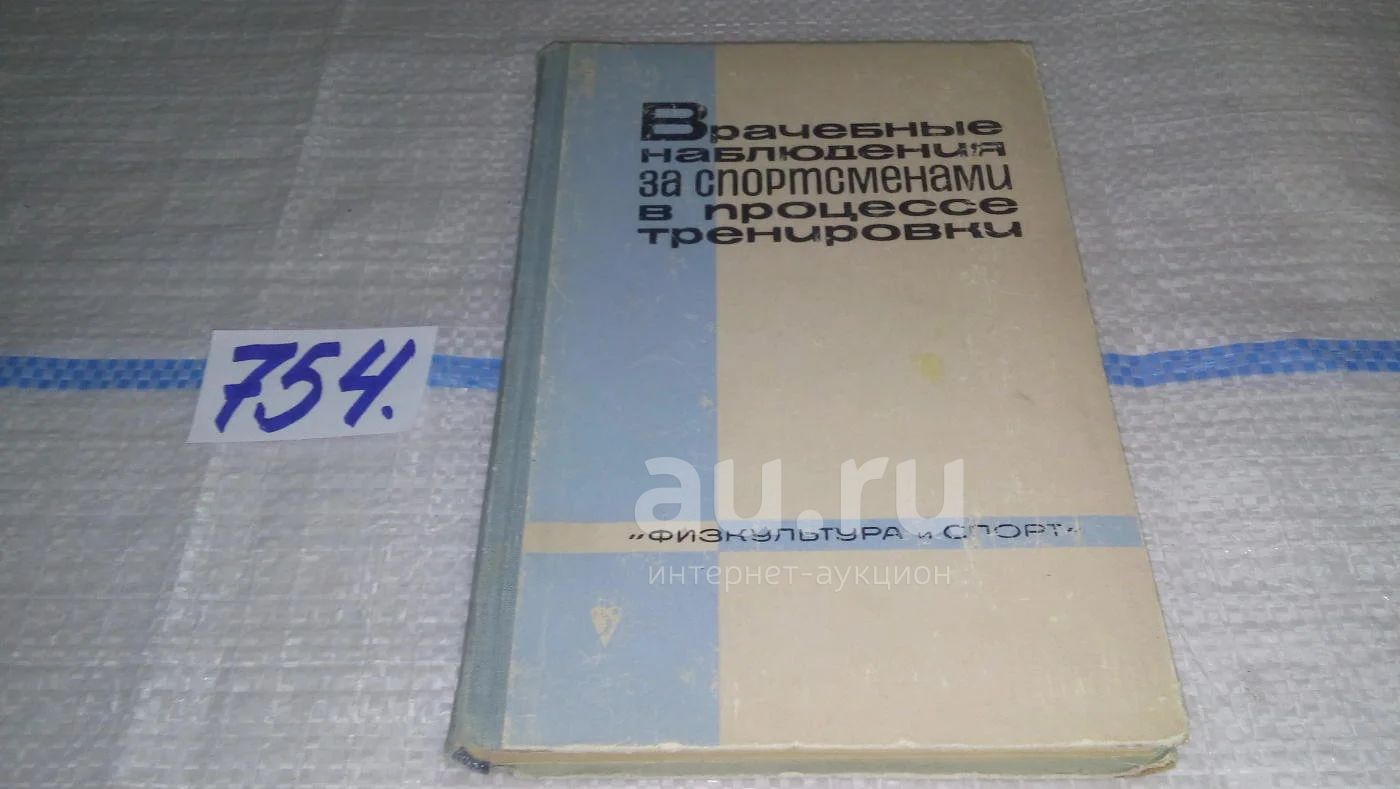 Врачебные
наблюдения
за спортсменами
в процессе
тренировки
754.
au.ru
"ФИЗКУЛЬТУРА и СПОРТ"
интернет-аукцион